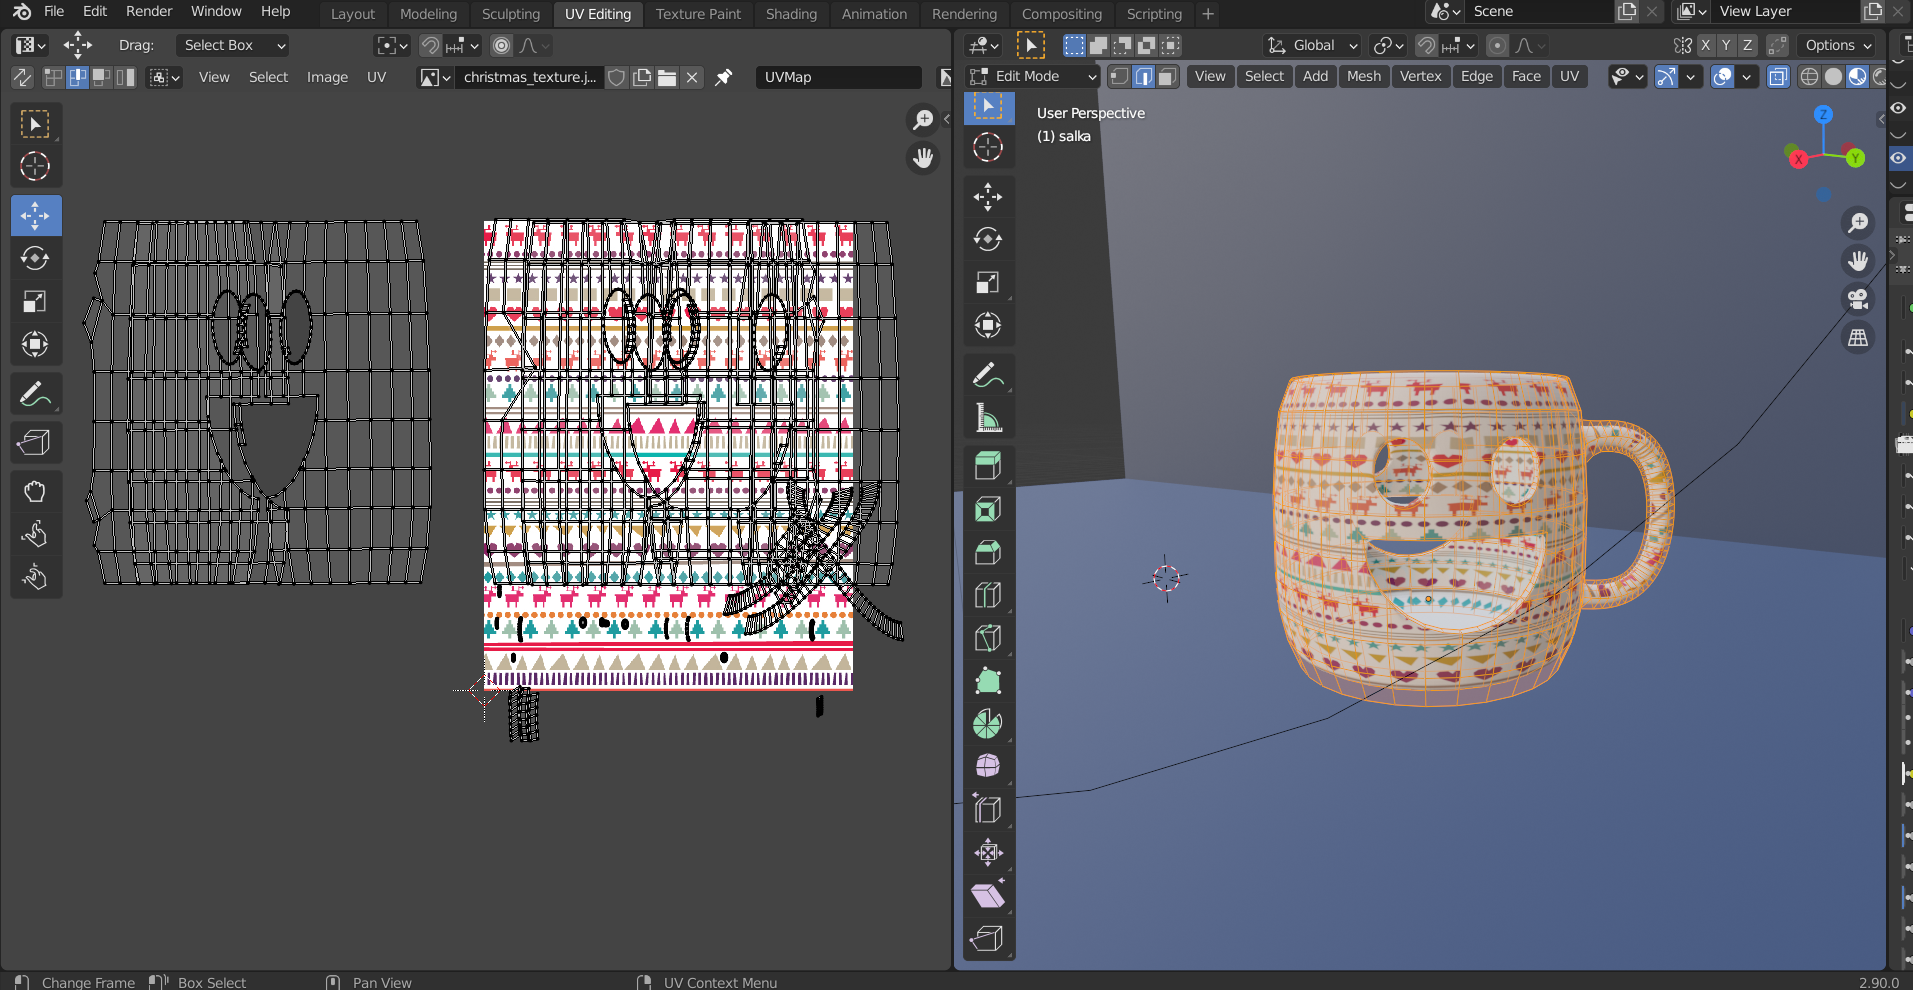 File Edit Render Window Help Layout Modeling Sculpting UV Editing Texture Paint Shading Animation Rendering Compositing Scripting + Scene View Layer
Drag: Select Box Global X Y Z Options
View Select Image UV christmas_texture.j... UVMap Edit Mode View Select Add Mesh Vertex Edge Face UV
User Perspective
(1) salka
Z
X Y
Change Frame Box Select Pan View UV Context Menu 2.90.0